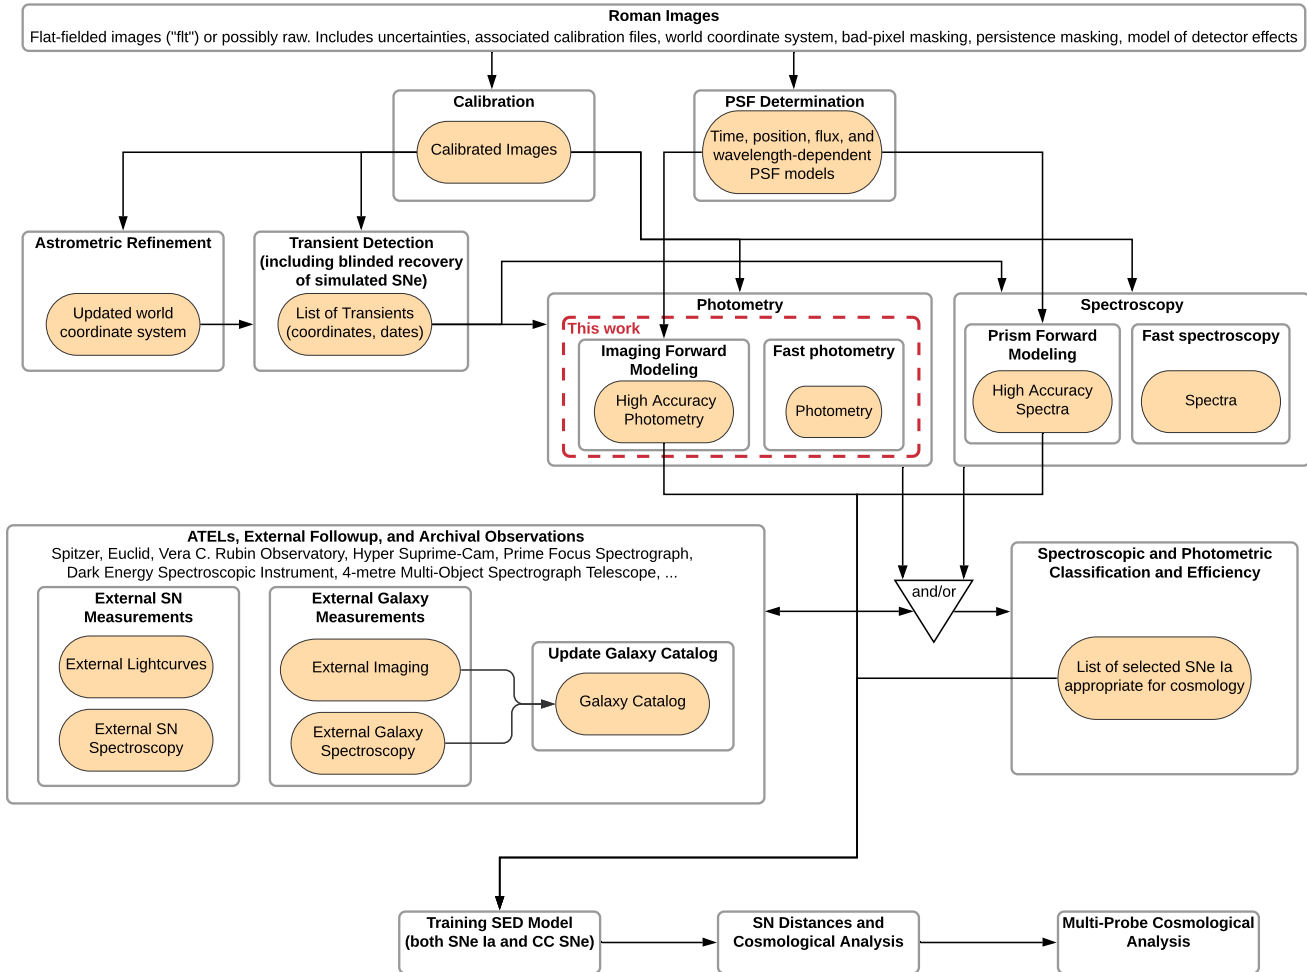 Roman Images
Flat-fielded images ("flt") or possibly raw. Includes uncertainties, associated calibration files, world coordinate system, bad-pixel masking, persistence masking, model of detector effects
Calibration
Calibrated Images
PSF Determination
Time, position, flux, and
wavelength-dependent
PSF models
Astrometric Refinement
Updated world
coordinate system
Transient Detection
(including blinded recovery
of simulated SNe)
List of Transients
(coordinates, dates)
Photometry
This work
Imaging Forward
Modeling
High Accuracy
Photometry
Fast photometry
Photometry
Spectroscopy
Prism Forward
Modeling
High Accuracy
Spectra
Fast spectroscopy
Spectra
ATELs, External Followup, and Archival Observations
Spitzer, Euclid, Vera C. Rubin Observatory, Hyper Suprime-Cam, Prime Focus Spectrograph,
Dark Energy Spectroscopic Instrument, 4-metre Multi-Object Spectrograph Telescope, ...
External SN
Measurements
External Lightcurves
External SN
Spectroscopy
External Galaxy
Measurements
External Imaging
External Galaxy
Spectroscopy
Update Galaxy Catalog
Galaxy Catalog
and/or
Spectroscopic and Photometric
Classification and Efficiency
List of selected SNe Ia
appropriate for cosmology
Training SED Model
(both SNe Ia and CC SNe)
SN Distances and
Cosmological Analysis
Multi-Probe Cosmological
Analysis